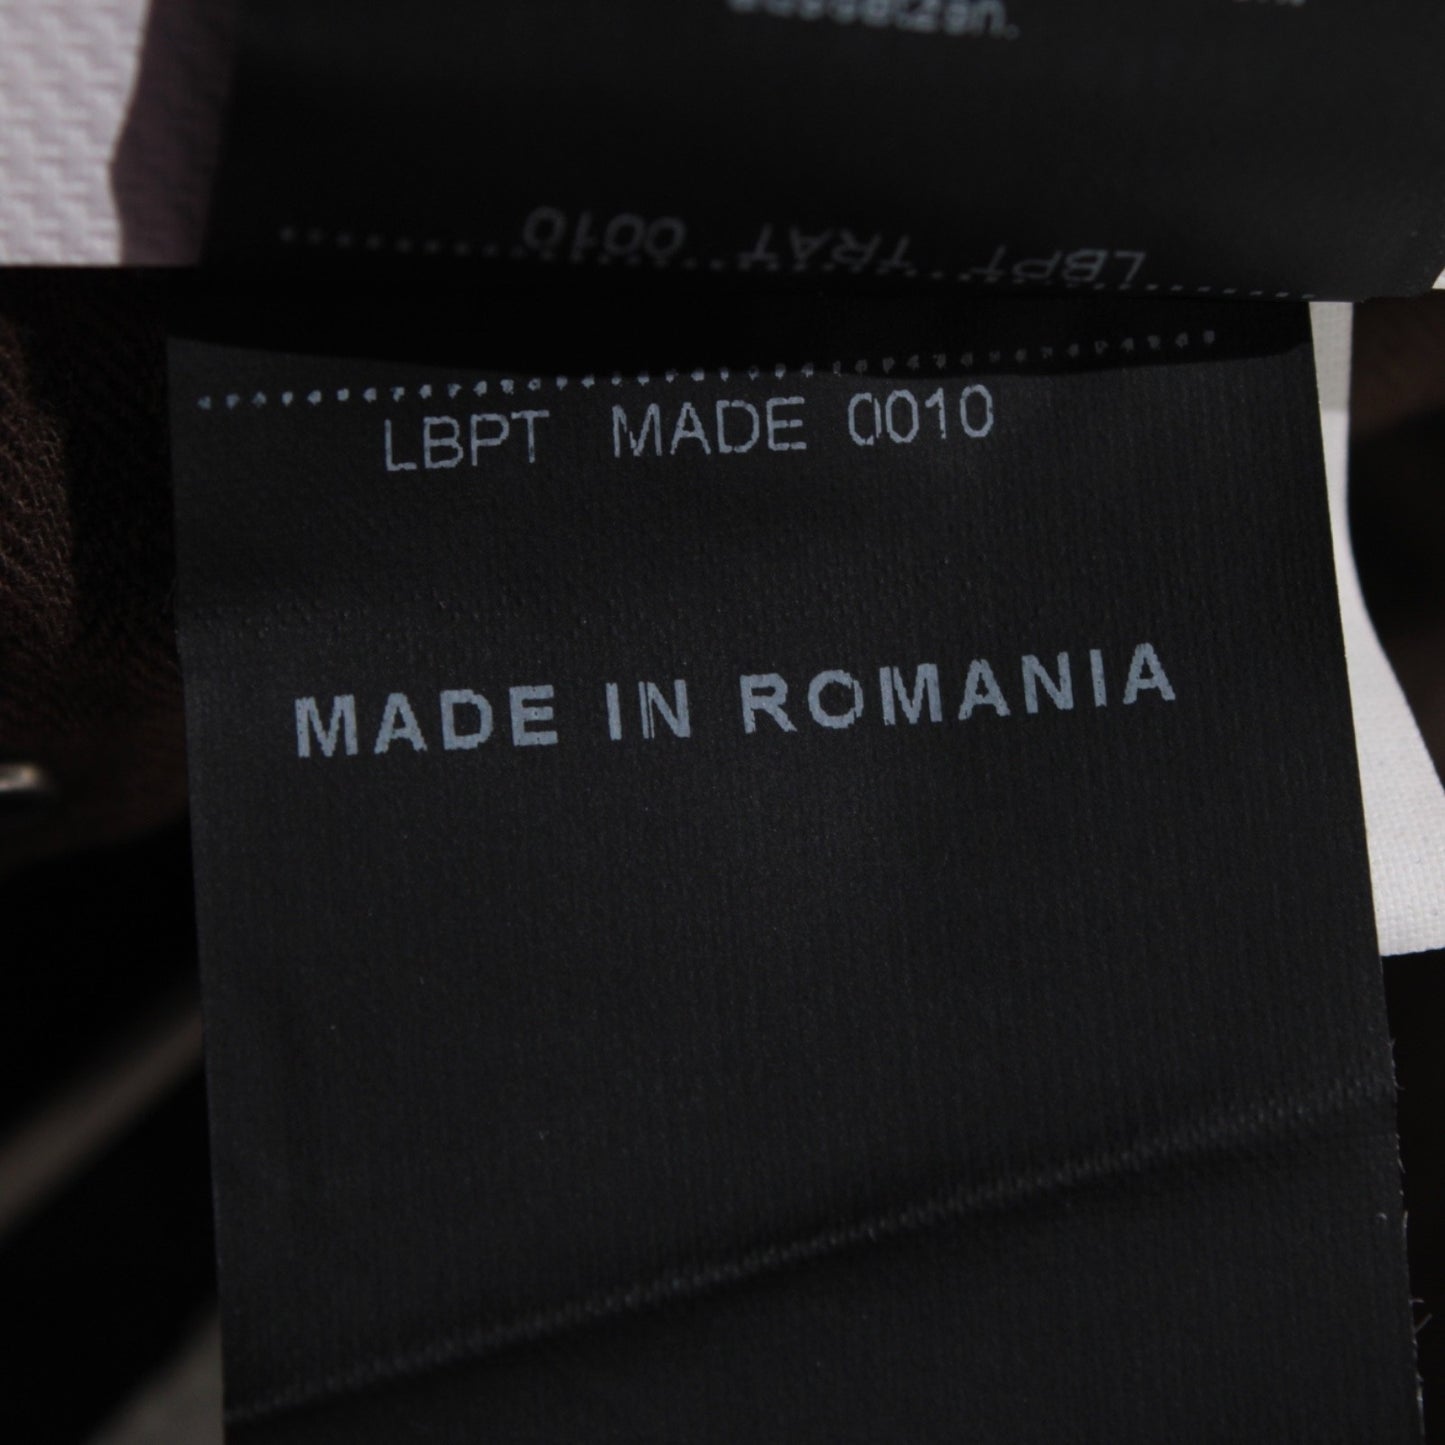 LBPT TRAT 0010
LBPT MADE 0010
MADE IN ROMANIA